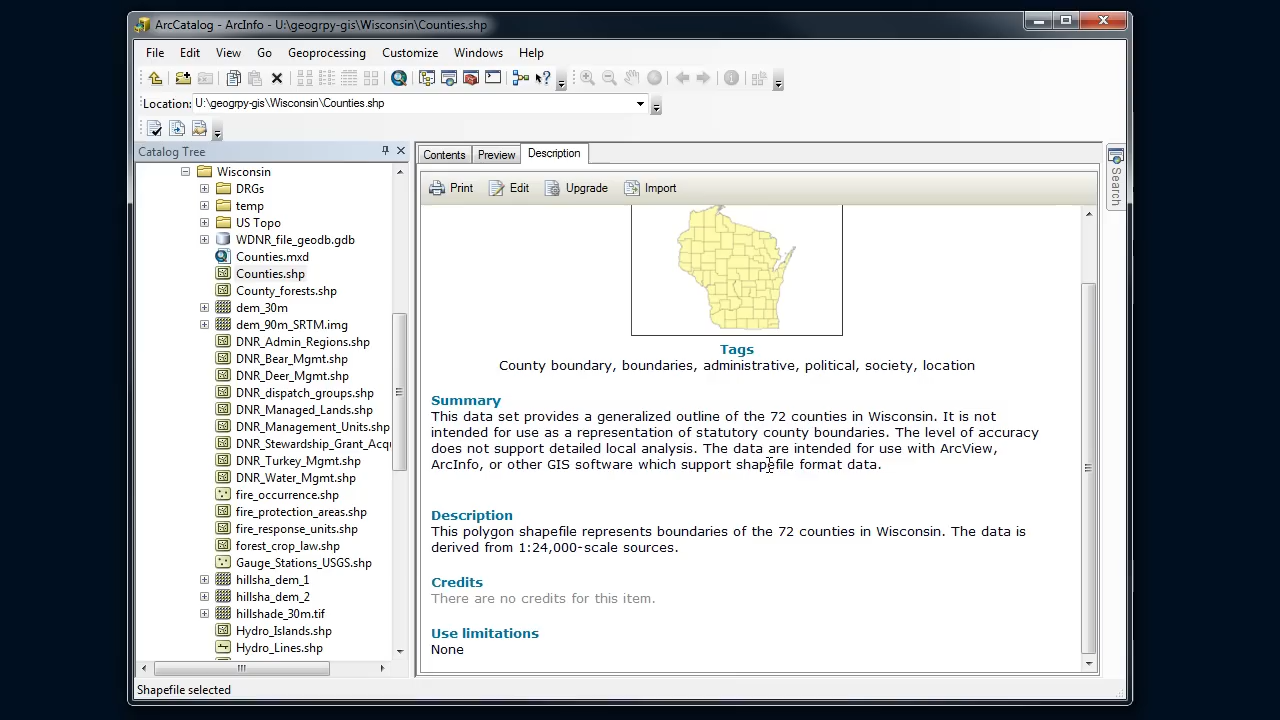 ArcCatalog - ArcInfo - U:\geogrpy-gis\Wisconsin\Counties.shp
File Edit View Go Geoprocessing Customize Windows Help
Location: U:\geogrpy-gis\Wisconsin\Counties.shp
Catalog Tree
Wisconsin
DRGs
temp
US Topo
WDNR_file_geodb.gdb
Counties.mxd
Counties.shp
County_forests.shp
dem_30m
dem_90m_SRTM.img
DNR_Admin_Regions.shp
DNR_Bear_Mgmt.shp
DNR_Deer_Mgmt.shp
DNR_dispatch_groups.shp
DNR_Managed_Lands.shp
DNR_Management_Units.shp
DNR_Stewardship_Grant_Acqu
DNR_Turkey_Mgmt.shp
DNR_Water_Mgmt.shp
fire_occurrence.shp
fire_protection_areas.shp
fire_response_units.shp
forest_crop_law.shp
Gauge_Stations_USGS.shp
hillsha_dem_1
hillsha_dem_2
hillshade_30m.tif
Hydro_Islands.shp
Hydro_Lines.shp
Contents Preview Description
Print Edit Upgrade Import
Tags
County boundary, boundaries, administrative, political, society, location
Summary
This data set provides a generalized outline of the 72 counties in Wisconsin. It is not
intended for use as a representation of statutory county boundaries. The level of accuracy
does not support detailed local analysis. The data are intended for use with ArcView,
ArcInfo, or other GIS software which support shapefile format data.
Description
This polygon shapefile represents boundaries of the 72 counties in Wisconsin. The data is
derived from 1:24,000-scale sources.
Credits
There are no credits for this item.
Use limitations
None
Search
Shapefile selected